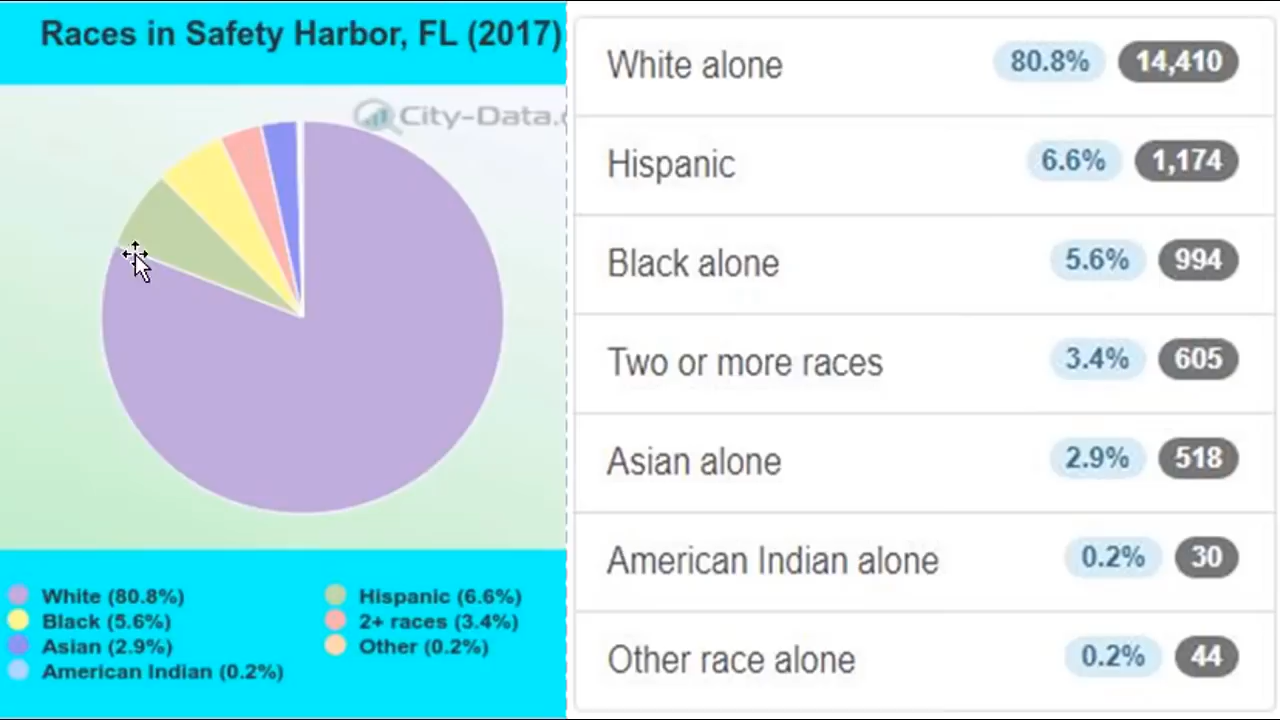 Races in Safety Harbor, FL (2017)
City-Data.
White (80.8%)
Hispanic (6.6%)
Black (5.6%)
2+ races (3.4%)
Asian (2.9%)
Other (0.2%)
American Indian (0.2%)
White alone 80.8% 14,410
Hispanic 6.6% 1,174
Black alone 5.6% 994
Two or more races 3.4% 605
Asian alone 2.9% 518
American Indian alone 0.2% 30
Other race alone 0.2% 44